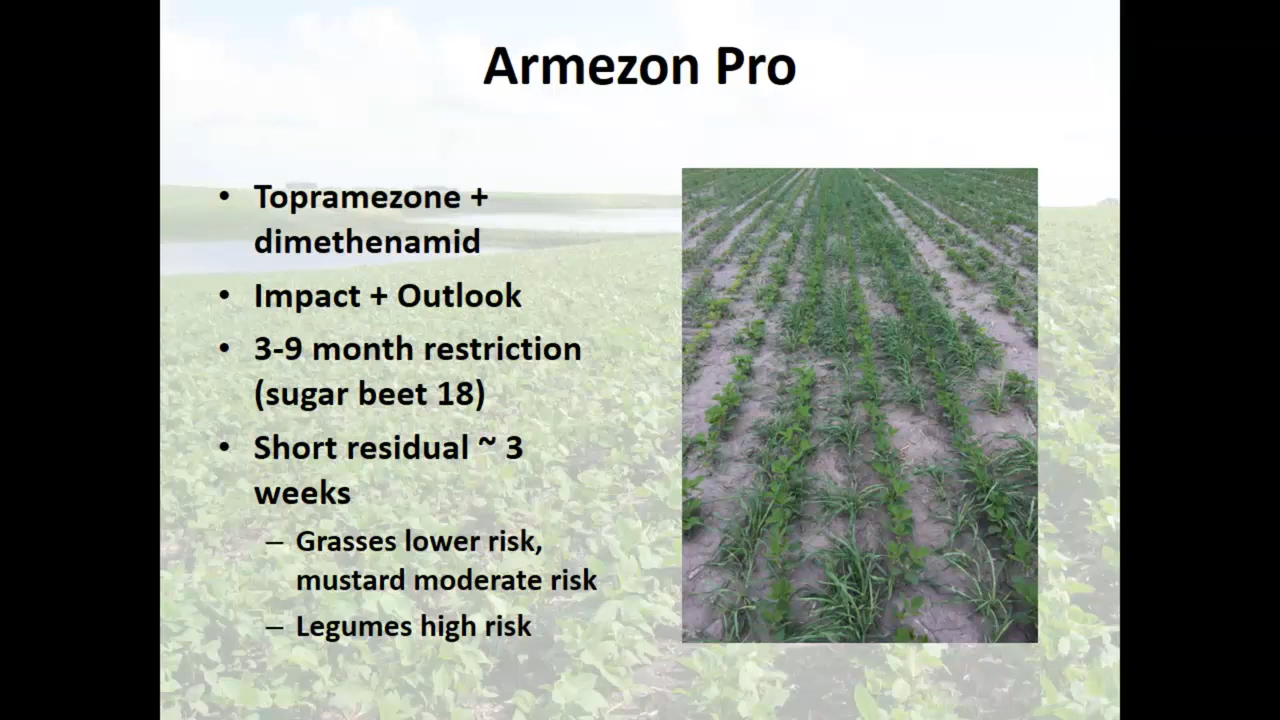 Armezon Pro
• Topramezone +
dimethenamid
• Impact + Outlook
• 3-9 month restriction
(sugar beet 18)
• Short residual ~ 3
weeks
– Grasses lower risk,
mustard moderate risk
– Legumes high risk